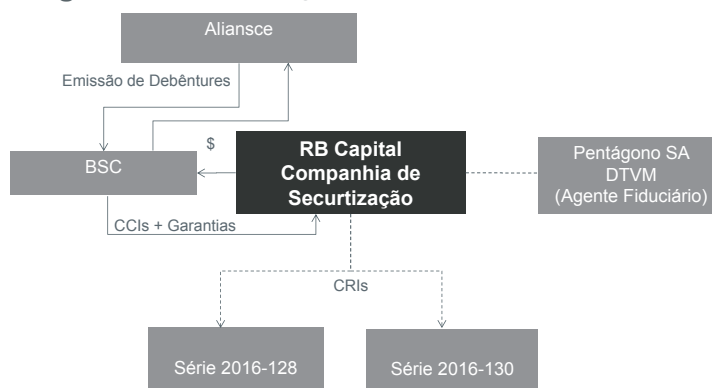 Aliansce
Emissão de Debêntures
$
BSC
RB Capital
Companhia de
Securtização
Pentágono SA
DTVM
(Agente Fiduciário)
CCIs + Garantias
CRIs
Série 2016-128
Série 2016-130